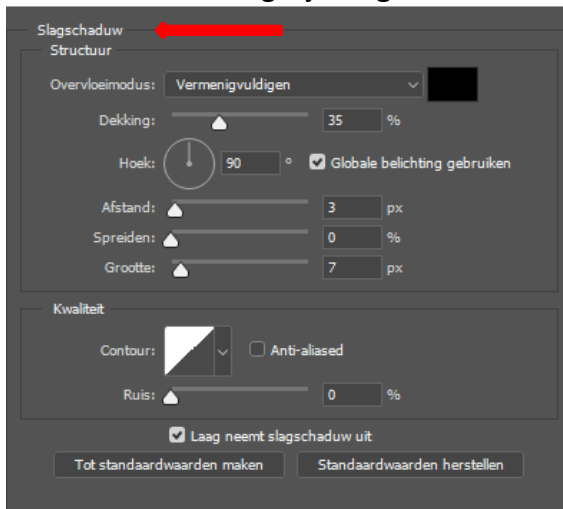 Slagschaduw
Structuur
Overvloeimodus: Vermenigvuldigen
Dekking: 35 %
Hoek: 90 ° Globale belichting gebruiken
Afstand: 3 px
Spreiden: 0 %
Grootte: 7 px
Kwaliteit
Contour: Anti-aliased
Ruis: 0 %
Laag neemt slagschaduw uit
Tot standaardwaarden maken Standaardwaarden herstellen